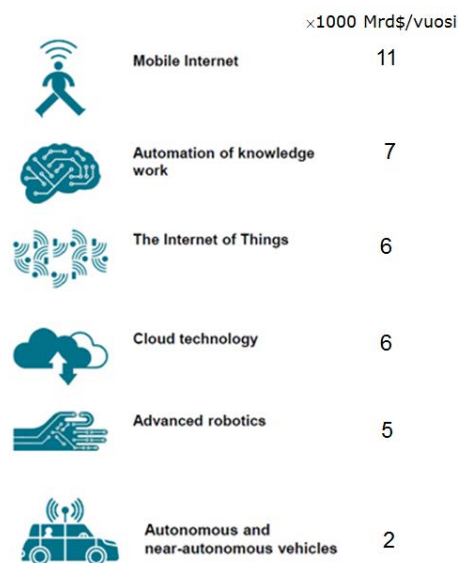 ×1000 Mrd$/vuosi
Mobile Internet 11
Automation of knowledge work 7
The Internet of Things 6
Cloud technology 6
Advanced robotics 5
Autonomous and
near-autonomous vehicles 2